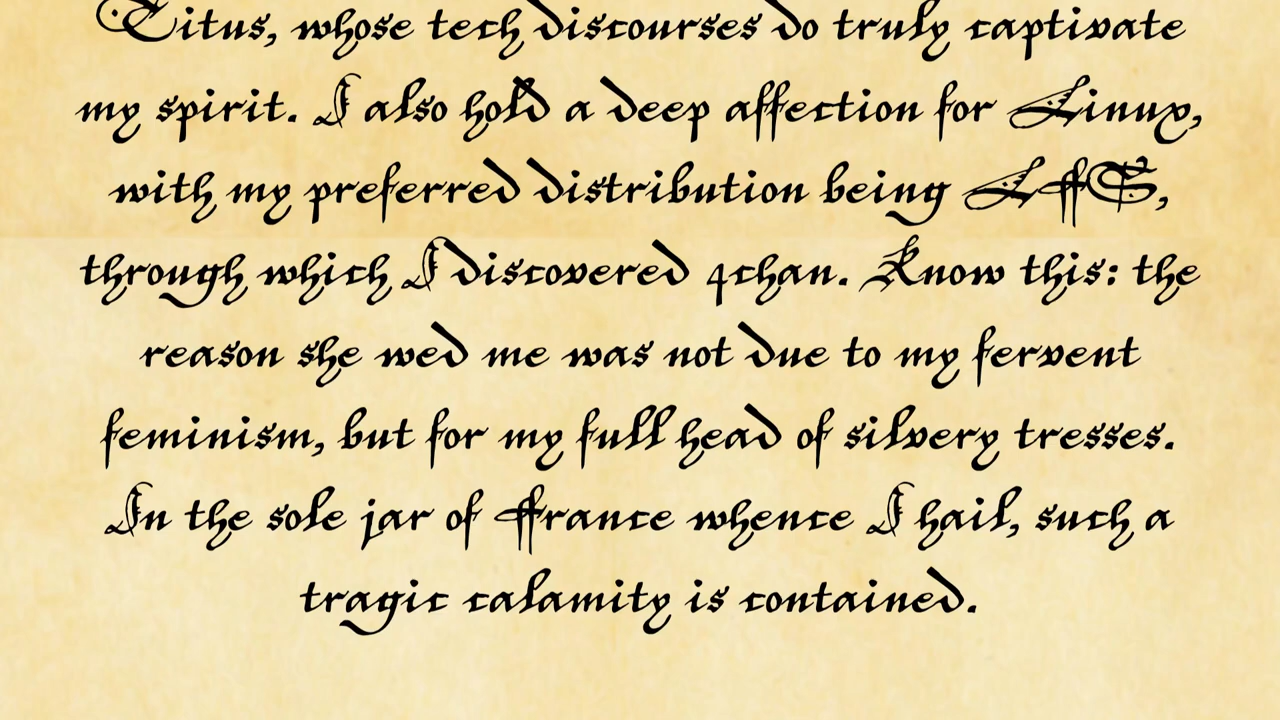 Titus, whose tech discourses do truly captivate
my spirit. I also hold a deep affection for Linux,
with my preferred distribution being LFS,
through which I discovered 4chan. Know this: the
reason she wed me was not due to my fervent
feminism, but for my full head of silvery tresses.
In the sole jar of France whence I hail, such a
tragic calamity is contained.